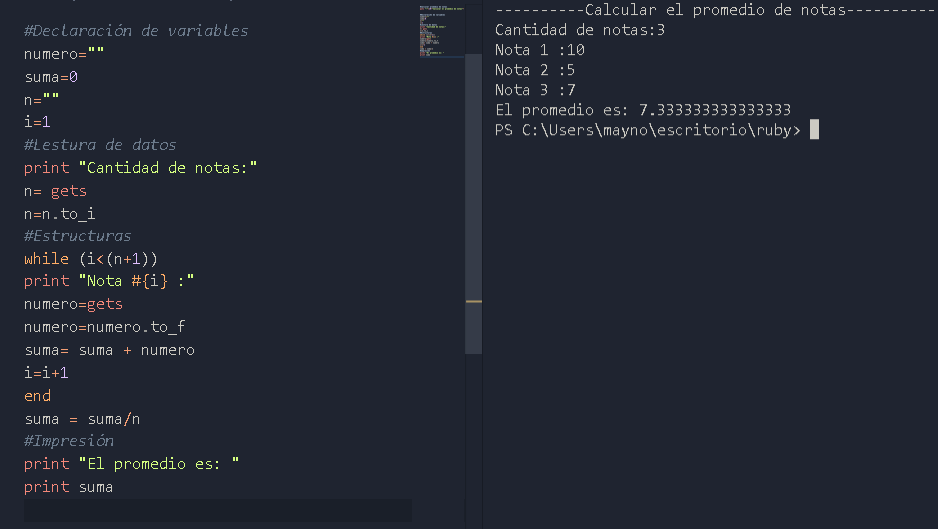 #Declaración de variables
numero=""
suma=0
n=""
i=1
#Lestura de datos
print "Cantidad de notas:"
n= gets
n=n.to_i
#Estructuras
while (i<(n+1))
print "Nota #{i} :"
numero=gets
numero=numero.to_f
suma= suma + numero
i=i+1
end
suma = suma/n
#Impresión
print "El promedio es: "
print suma
----------Calcular el promedio de notas----------
Cantidad de notas:3
Nota 1 :10
Nota 2 :5
Nota 3 :7
El promedio es: 7.333333333333333
PS C:\Users\mayno\escritorio\ruby>